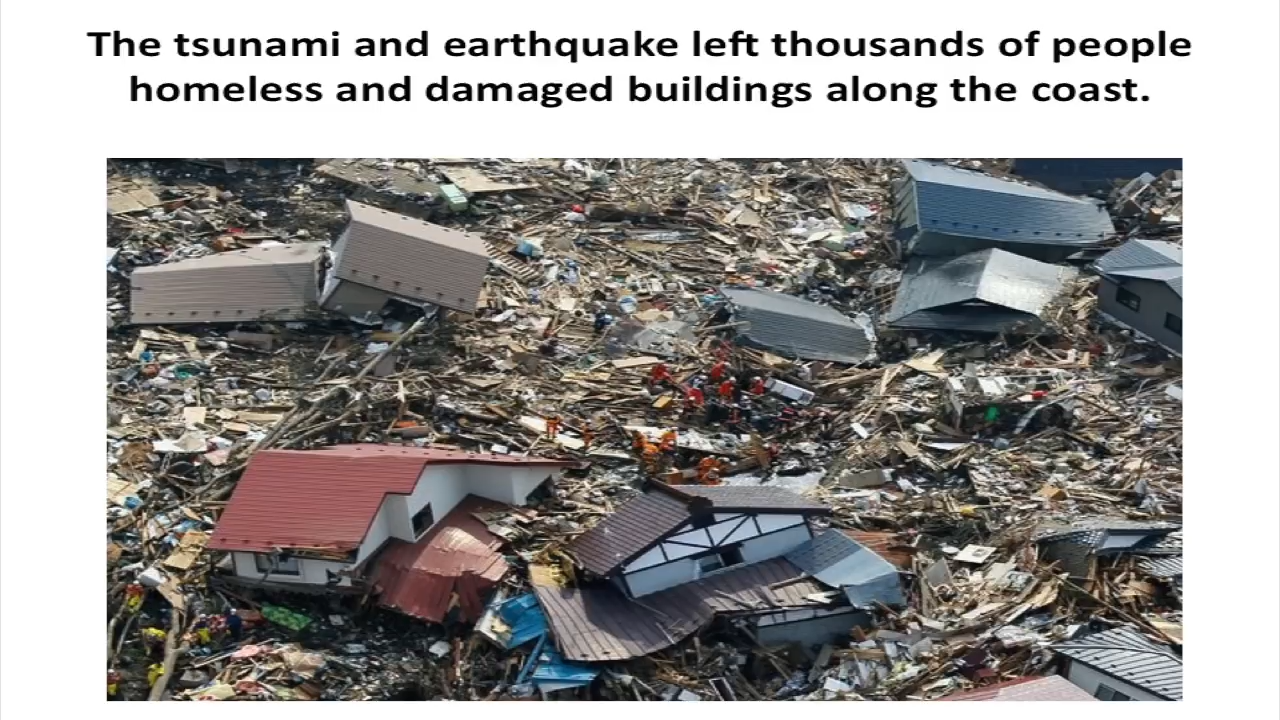 The tsunami and earthquake left thousands of people
homeless and damaged buildings along the coast.